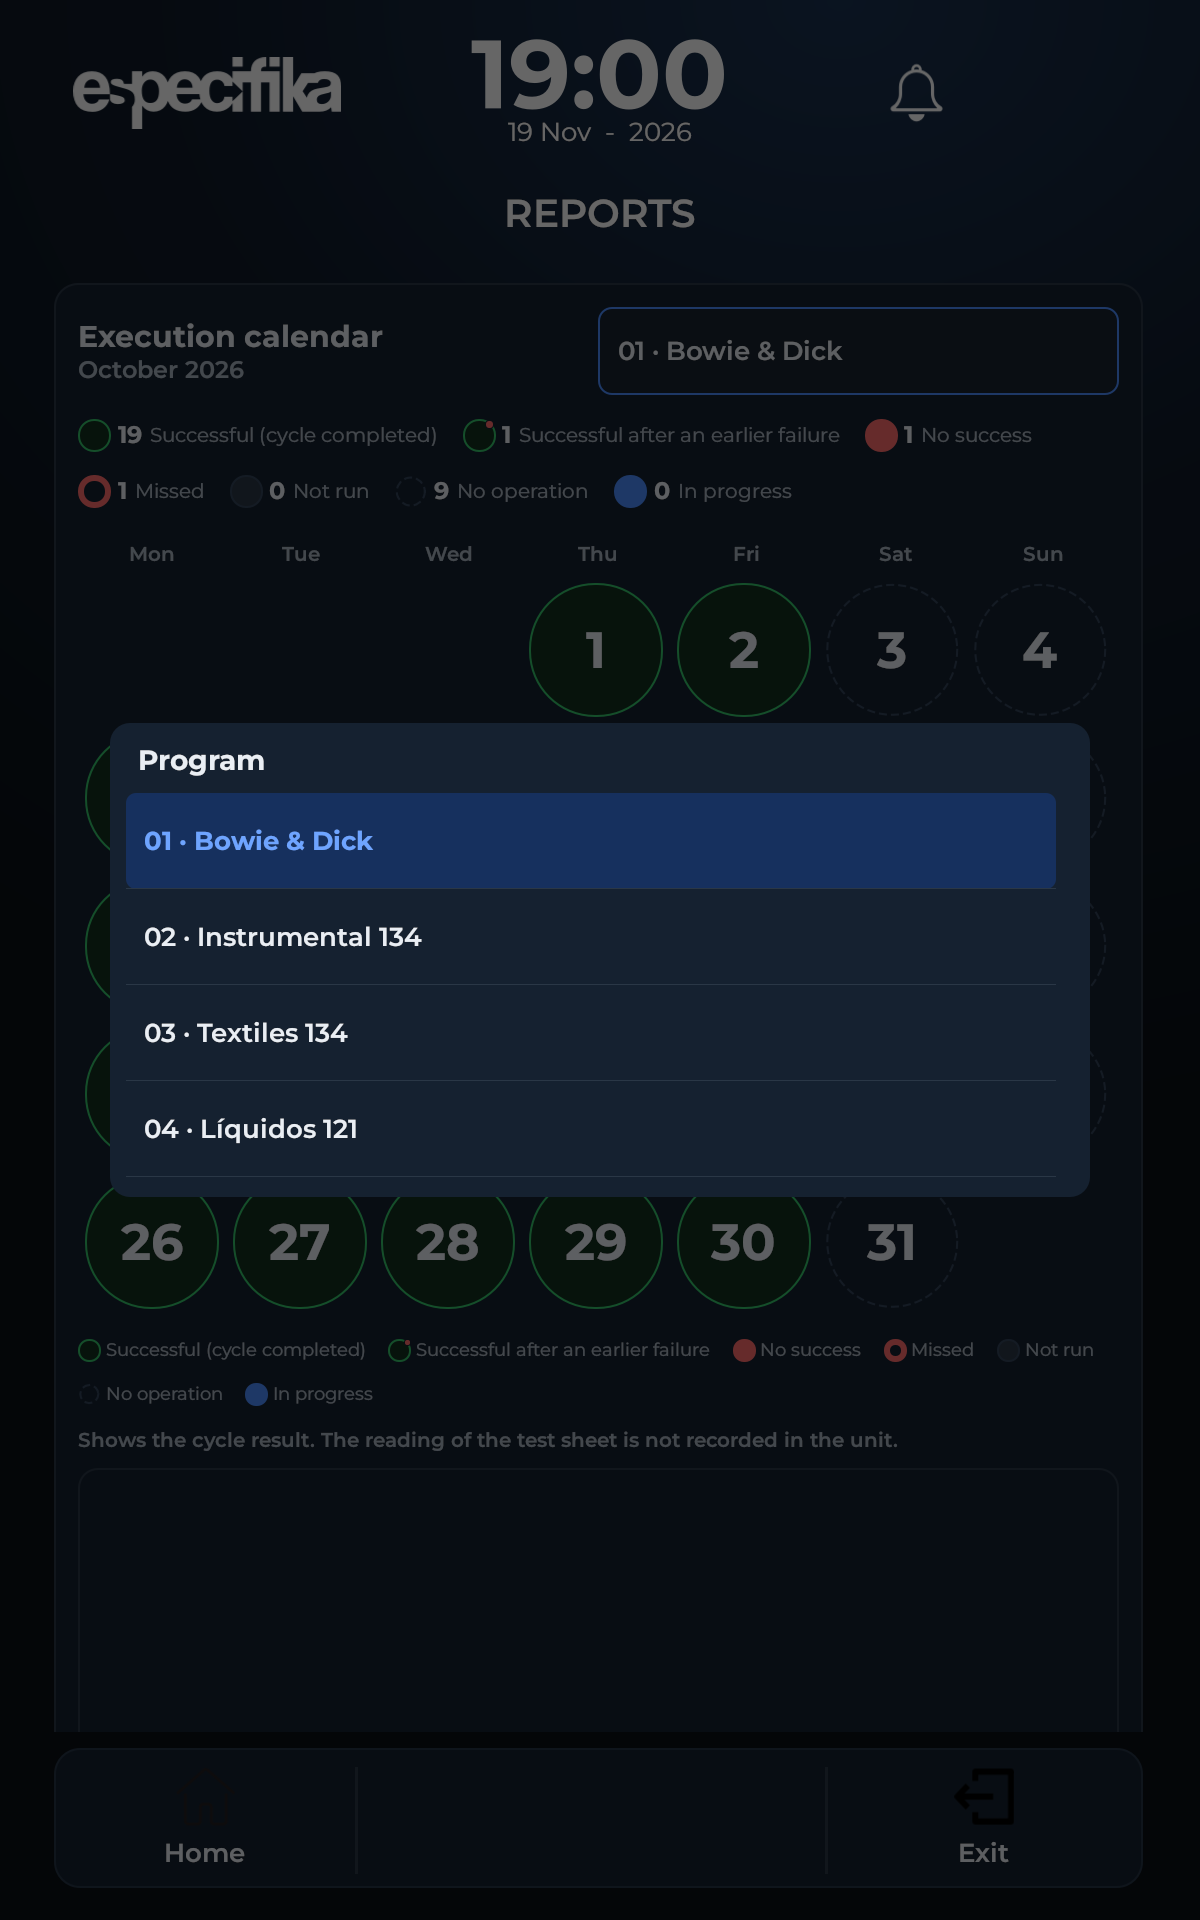 especifika
19:00
19 Nov - 2026
REPORTS
Execution calendar
October 2026
01 · Bowie & Dick
19 Successful (cycle completed) 1 Successful after an earlier failure 1 No success
1 Missed 0 Not run 9 No operation 0 In progress
Mon Tue Wed Thu Fri Sat Sun
1 2 3 4
Program
01 · Bowie & Dick
02 · Instrumental 134
03 · Textiles 134
04 · Líquidos 121
26 27 28 29 30 31
Successful (cycle completed) Successful after an earlier failure No success Missed Not run
No operation In progress
Shows the cycle result. The reading of the test sheet is not recorded in the unit.
Home Exit